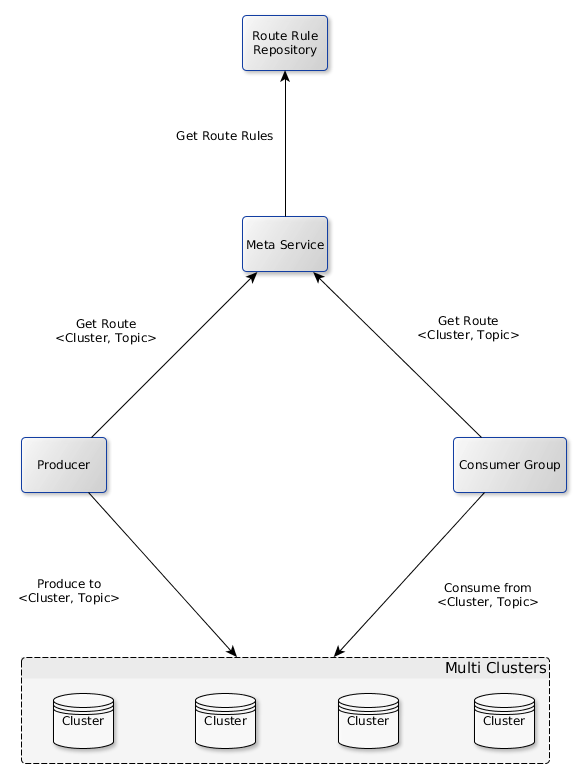 Route Rule
Repository
Get Route Rules
Meta Service
Get Route
<Cluster, Topic>
Get Route
<Cluster, Topic>
Producer
Consumer Group
Produce to
<Cluster, Topic>
Consume from
<Cluster, Topic>
Multi Clusters
Cluster
Cluster
Cluster
Cluster